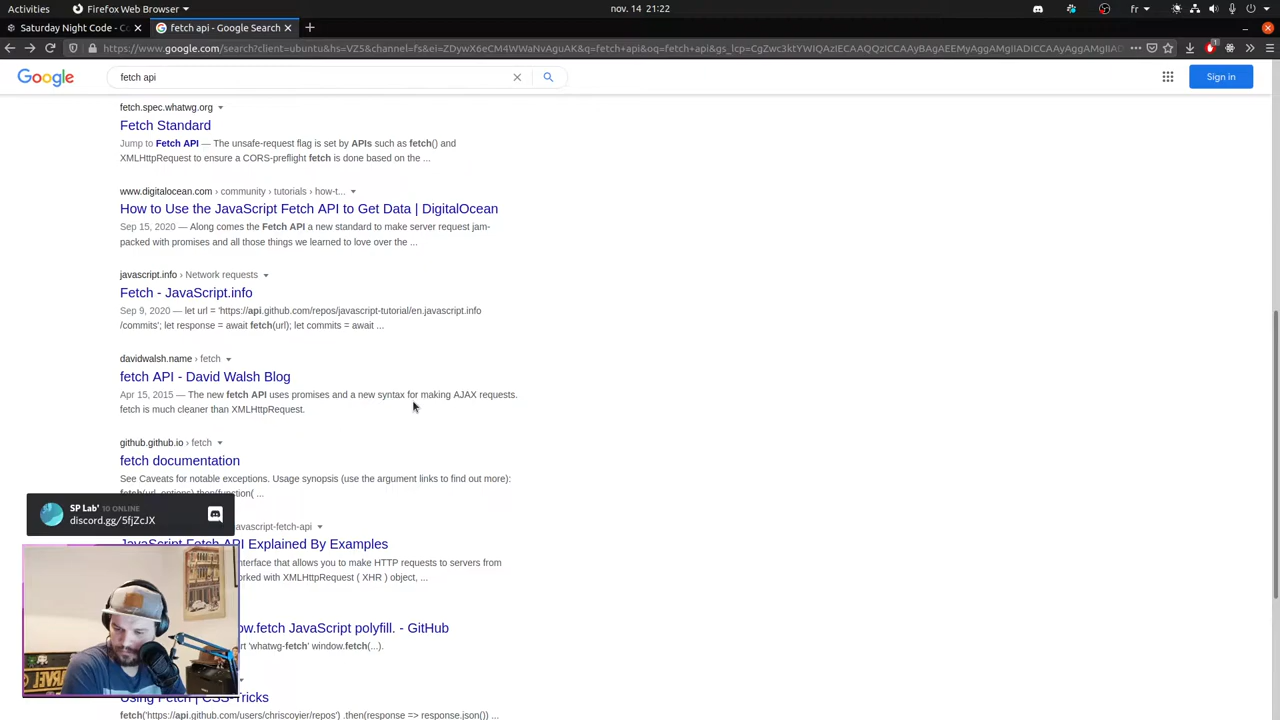 Activities
Firefox Web Browser
nov. 14 21:22
fr
Saturday Night Code - C
fetch api - Google Search
https://www.google.com/search?client=ubuntu&hs=VZ5&channel=fs&ei=ZDywX6eCM4WWaNvAguAK&q=fetch+api&oq=fetch+api&gs_lcp=
1
Google
fetch api
Sign in
fetch.spec.whatwg.org
Fetch Standard
Jump to Fetch API — The unsafe-request flag is set by APIs such as fetch() and
XMLHttpRequest to ensure a CORS-preflight fetch is done based on the ...
www.digitalocean.com › community › tutorials › how-t...
How to Use the JavaScript Fetch API to Get Data | DigitalOcean
Sep 15, 2020 — Along comes the Fetch API a new standard to make server request jam-
packed with promises and all those things we learned to love over the ...
javascript.info › Network requests
Fetch - JavaScript.info
Sep 9, 2020 — let url = 'https://api.github.com/repos/javascript-tutorial/en.javascript.info
/commits'; let response = await fetch(url); let commits = await ...
davidwalsh.name › fetch
fetch API - David Walsh Blog
Apr 15, 2015 — The new fetch API uses promises and a new syntax for making AJAX requests.
fetch is much cleaner than XMLHttpRequest.
github.github.io › fetch
fetch documentation
See Caveats for notable exceptions. Usage synopsis (use the argument links to find out more):
fetch(url, options).then(function( ...
SP Lab' 10 ONLINE
discord.gg/5fjZcJX
javascript-fetch-api
JavaScript Fetch API Explained By Examples
interface that allows you to make HTTP requests to servers from
worked with XMLHttpRequest ( XHR ) object, ...
window.fetch JavaScript polyfill. - GitHub
'whatwg-fetch' window.fetch(...).
MARVEL
Using Fetch | CSS-Tricks
fetch('https://api.github.com/users/chriscoyier/repos') .then(response => response.json()) ...